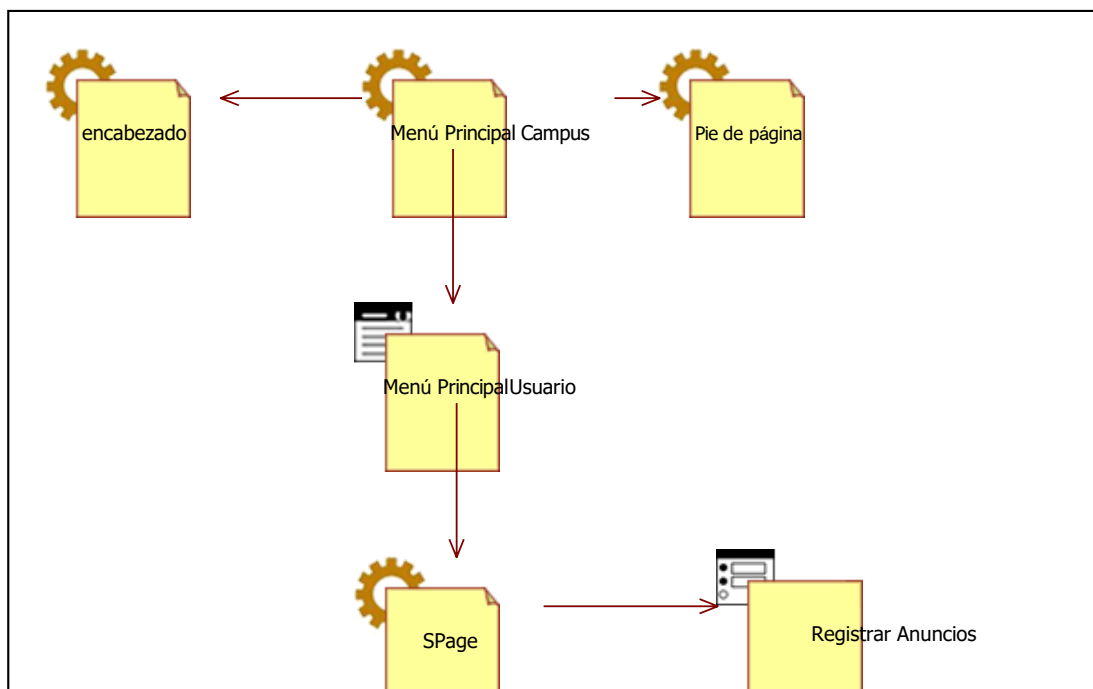 encabezado
Menú Principal Campus
Pie de página
Menú PrincipalUsuario
SPage
Registrar Anuncios